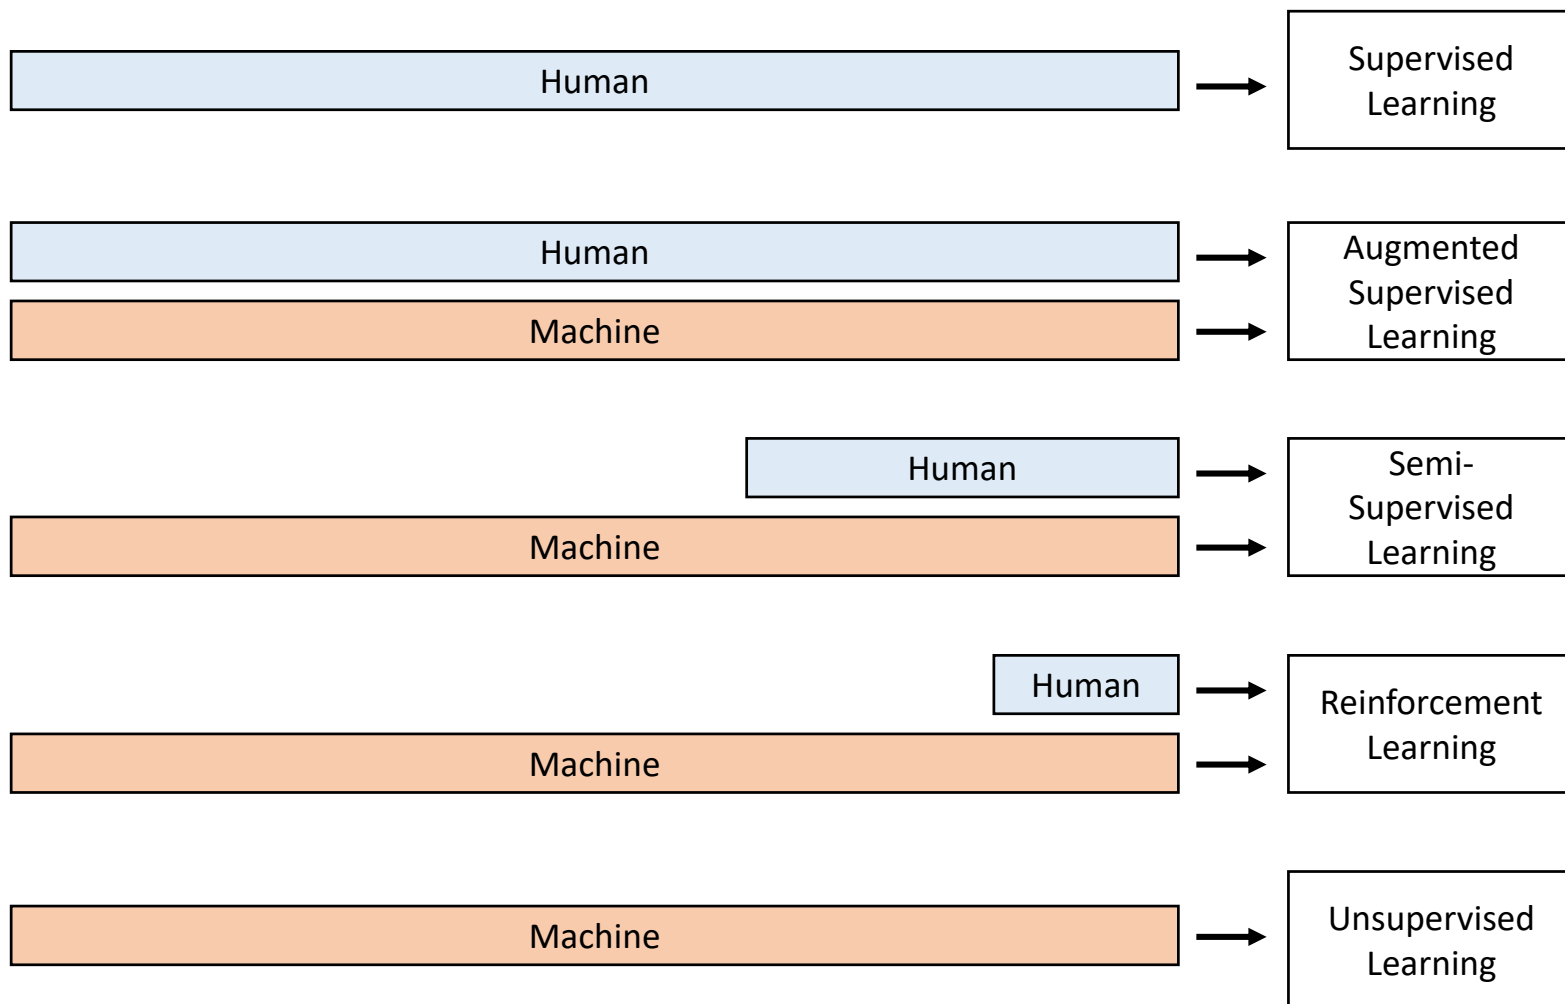 Human
Supervised
Learning
Human
Machine
Augmented
Supervised
Learning
Human
Machine
Semi-
Supervised
Learning
Human
Machine
Reinforcement
Learning
Machine
Unsupervised
Learning